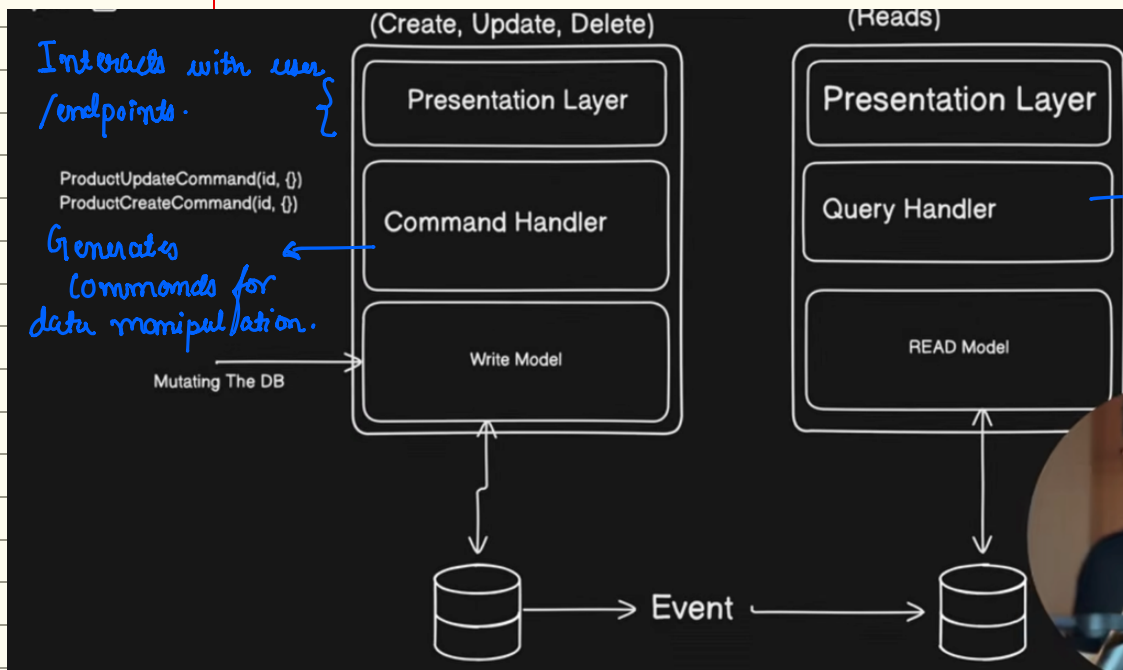 (Create, Update, Delete)
(Reads)
Interacts with user
/endpoints.
Presentation Layer
Presentation Layer
ProductUpdateCommand(id, {})
ProductCreateCommand(id, {})
Command Handler
Query Handler
Generates
commands for
data manipulation.
Write Model
READ Model
Mutating The DB
Event